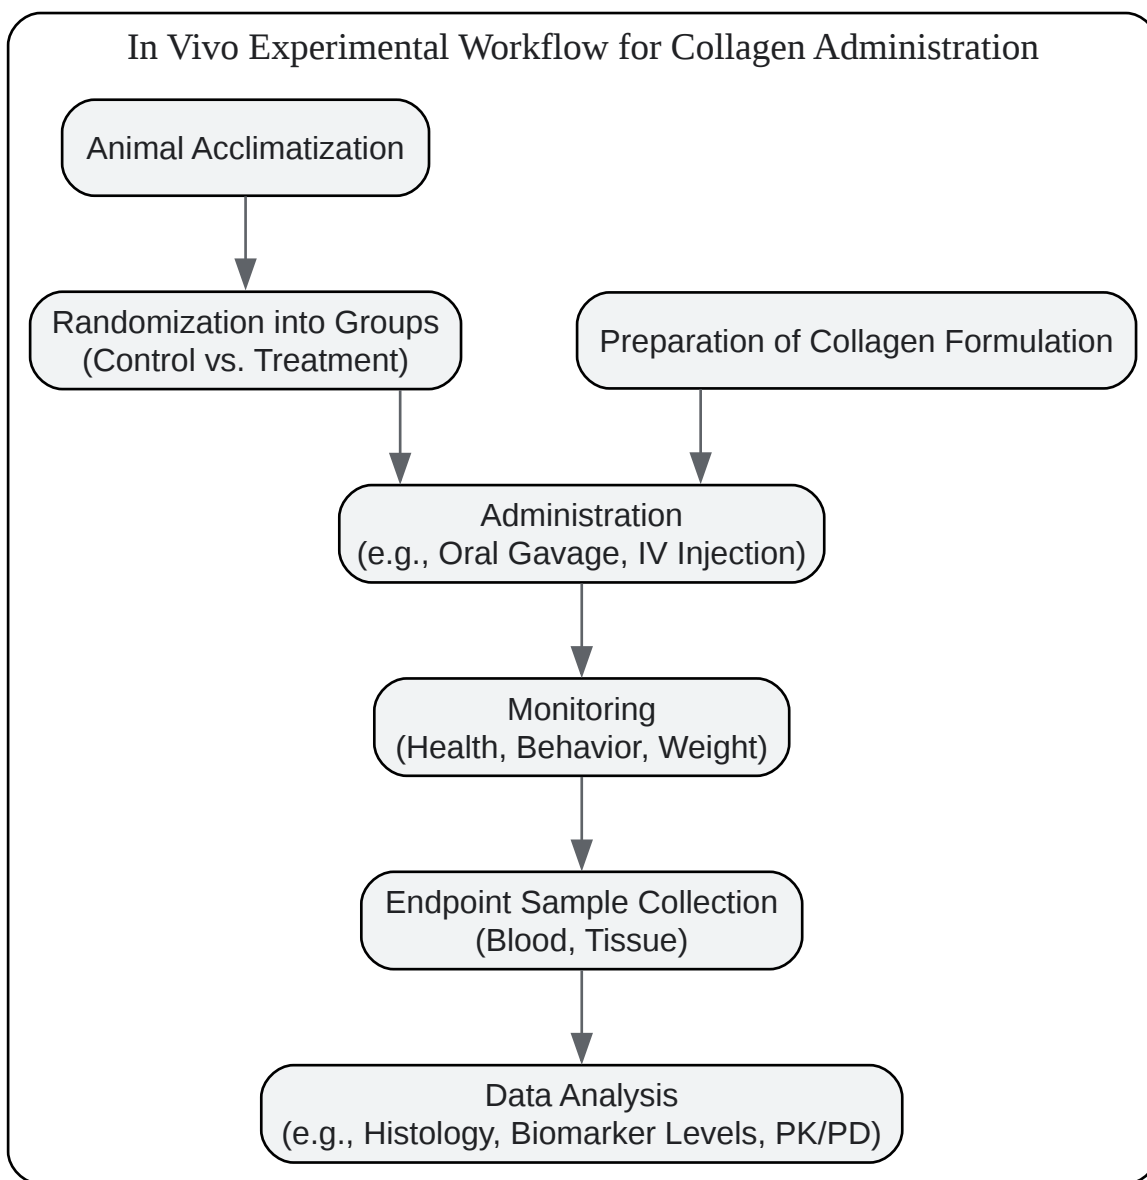 In Vivo Experimental Workflow for Collagen Administration
Animal Acclimatization
Randomization into Groups
(Control vs. Treatment)
Preparation of Collagen Formulation
Administration
(e.g., Oral Gavage, IV Injection)
Monitoring
(Health, Behavior, Weight)
Endpoint Sample Collection
(Blood, Tissue)
Data Analysis
(e.g., Histology, Biomarker Levels, PK/PD)